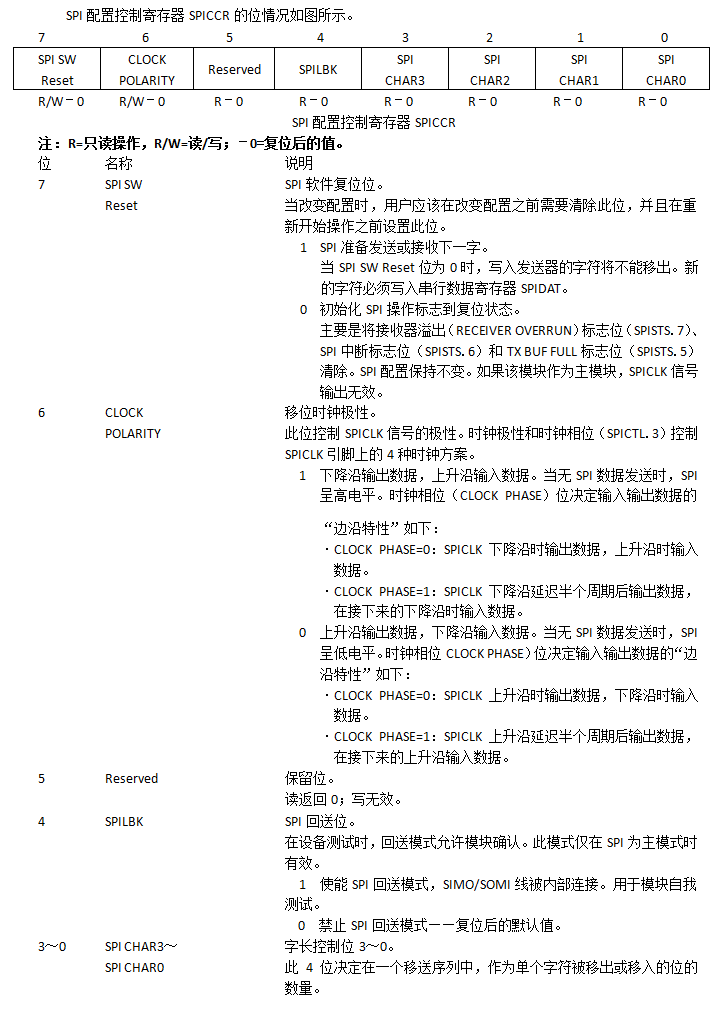 SPI 配置控制寄存器 SPICCR 的位情况如图所示。
7 6 5 4 3 2 1 0
SPI SW Reset CLOCK POLARITY Reserved SPILBK SPI CHAR3 SPI CHAR2 SPI CHAR1 SPI CHAR0
R/W－0 R/W－0 R－0 R－0 R－0 R－0 R－0 R－0
SPI 配置控制寄存器 SPICCR
注：R=只读操作，R/W=读/写；－0=复位后的值。
位 名称 说明
7 SPI SW SPI 软件复位位。
Reset 当改变配置时，用户应该在改变配置之前需要清除此位，并且在重
新开始操作之前设置此位。
1 SPI 准备发送或接收下一字。
当 SPI SW Reset 位为 0 时，写入发送器的字符将不能移出。新
的字符必须写入串行数据寄存器 SPIDAT。
0 初始化 SPI 操作标志到复位状态。
主要是将接收器溢出（RECEIVER OVERRUN）标志位（SPISTS.7）、
SPI 中断标志位（SPISTS.6）和 TX BUF FULL 标志位（SPISTS.5）
清除。SPI 配置保持不变。如果该模块作为主模块，SPICLK 信号
输出无效。
6 CLOCK 移位时钟极性。
POLARITY 此位控制 SPICLK 信号的极性。时钟极性和时钟相位（SPICTL.3）控制
SPICLK 引脚上的 4 种时钟方案。
1 下降沿输出数据，上升沿输入数据。当无 SPI 数据发送时，SPI
呈高电平。时钟相位（CLOCK PHASE）位决定输入输出数据的
“边沿特性”如下：
·CLOCK PHASE=0：SPICLK 下降沿时输出数据，上升沿时输入
数据。
·CLOCK PHASE=1：SPICLK 下降沿延迟半个周期后输出数据，
在接下来的下降沿时输入数据。
0 上升沿输出数据，下降沿输入数据。当无 SPI 数据发送时，SPI
呈低电平。时钟相位 CLOCK PHASE）位决定输入输出数据的“边
沿特性”如下：
·CLOCK PHASE=0：SPICLK 上升沿时输出数据，下降沿时输入
数据。
·CLOCK PHASE=1：SPICLK 上升沿延迟半个周期后输出数据，
在接下来的上升沿输入数据。
5 Reserved 保留位。
读返回 0；写无效。
4 SPILBK SPI 回送位。
在设备测试时，回送模式允许模块确认。此模式仅在 SPI 为主模式时
有效。
1 使能 SPI 回送模式，SIMO/SOMI 线被内部连接。用于模块自我
测试。
0 禁止 SPI 回送模式－－复位后的默认值。
3～0 SPI CHAR3～ 字长控制位 3～0。
SPI CHAR0 此 4 位决定在一个移送序列中，作为单个字符被移出或移入的位的
数量。